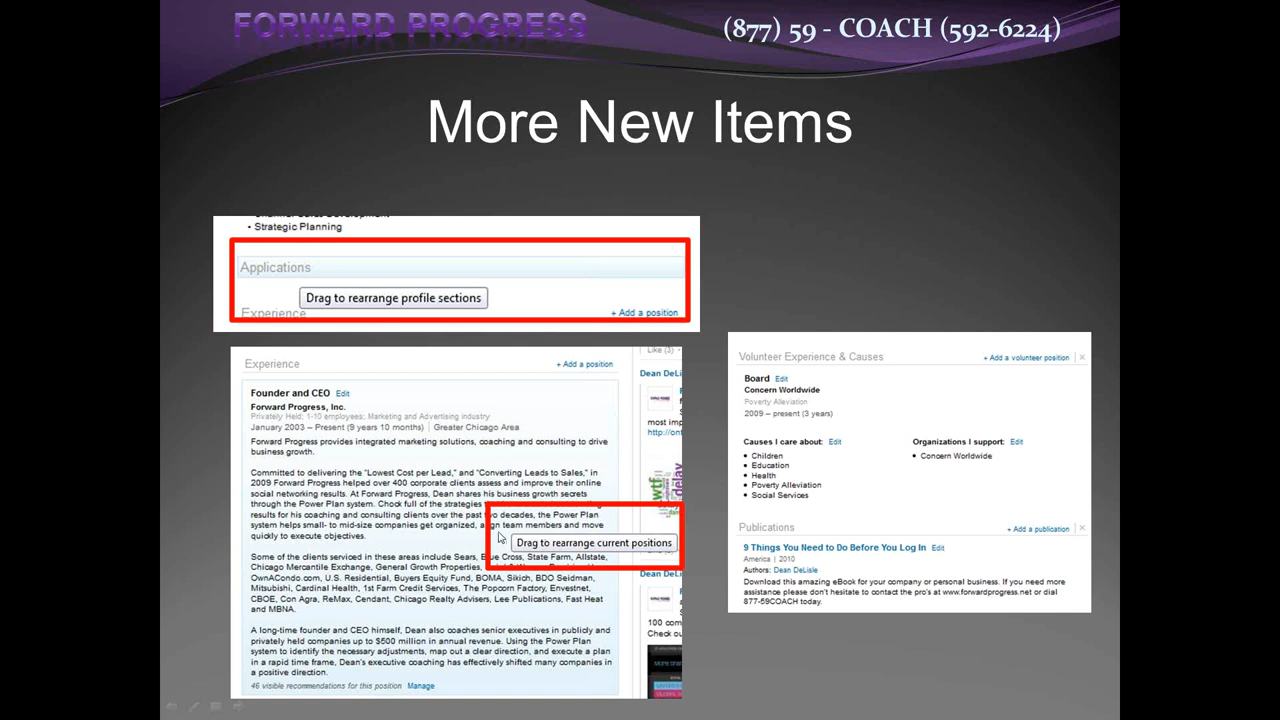 FORWARD PROGRESS
(877) 59 - COACH (592-6224)
More New Items
• Strategic Planning
Applications
Drag to rearrange profile sections
Experience
+ Add a position
Experience
+ Add a position
Founder and CEO Edit
Forward Progress, Inc.
Privately Held; 1-10 employees; Marketing and Advertising industry
January 2003 – Present (9 years 10 months) | Greater Chicago Area
Forward Progress provides integrated marketing solutions, coaching and consulting to drive
business growth.
Committed to delivering the "Lowest Cost per Lead," and "Converting Leads to Sales," in
2009 Forward Progress helped over 400 corporate clients assess and improve their online
social networking results. At Forward Progress, Dean shares his business growth secrets
through the Power Plan system. Chock full of the strategies
results for his coaching and consulting clients over the past two decades, the Power Plan
system helps small- to mid-size companies get organized, align team members and move
quickly to execute objectives.
Drag to rearrange current positions
Some of the clients serviced in these areas include Sears, Blue Cross, State Farm, Allstate,
Chicago Mercantile Exchange, General Growth Properties,
OwnACondo.com, U.S. Residential, Buyers Equity Fund, BOMA, Sikich, BDO Seidman,
Mitsubishi, Cardinal Health, 1st Farm Credit Services, The Popcorn Factory, Envestnet,
CBOE, Con Agra, ReMax, Cendant, Chicago Realty Advisers, Lee Publications, Fast Heat
and MBNA.
A long-time founder and CEO himself, Dean also coaches senior executives in publicly and
privately held companies up to $500 million in annual revenue. Using the Power Plan
system to identify the necessary adjustments, map out a clear direction, and execute a plan
in a rapid time frame, Dean's executive coaching has effectively shifted many companies in
a positive direction.
46 visible recommendations for this position Manage
Like (3)
Dean DeLis
most imp
http://on
wtf
delay
Dean DeLis
100 com
Check ou
Volunteer Experience & Causes
+ Add a volunteer position | ×
Board Edit
Concern Worldwide
Poverty Alleviation
2009 – present (3 years)
Causes I care about: Edit
• Children
• Education
• Health
• Poverty Alleviation
• Social Services
Organizations I support: Edit
• Concern Worldwide
Publications
+ Add a publication | ×
9 Things You Need to Do Before You Log In Edit
America | 2010
Authors: Dean DeLisle
Download this amazing eBook for your company or personal business. If you need more
assistance please don't hesitate to contact the pro's at www.forwardprogress.net or dial
877-59COACH today.